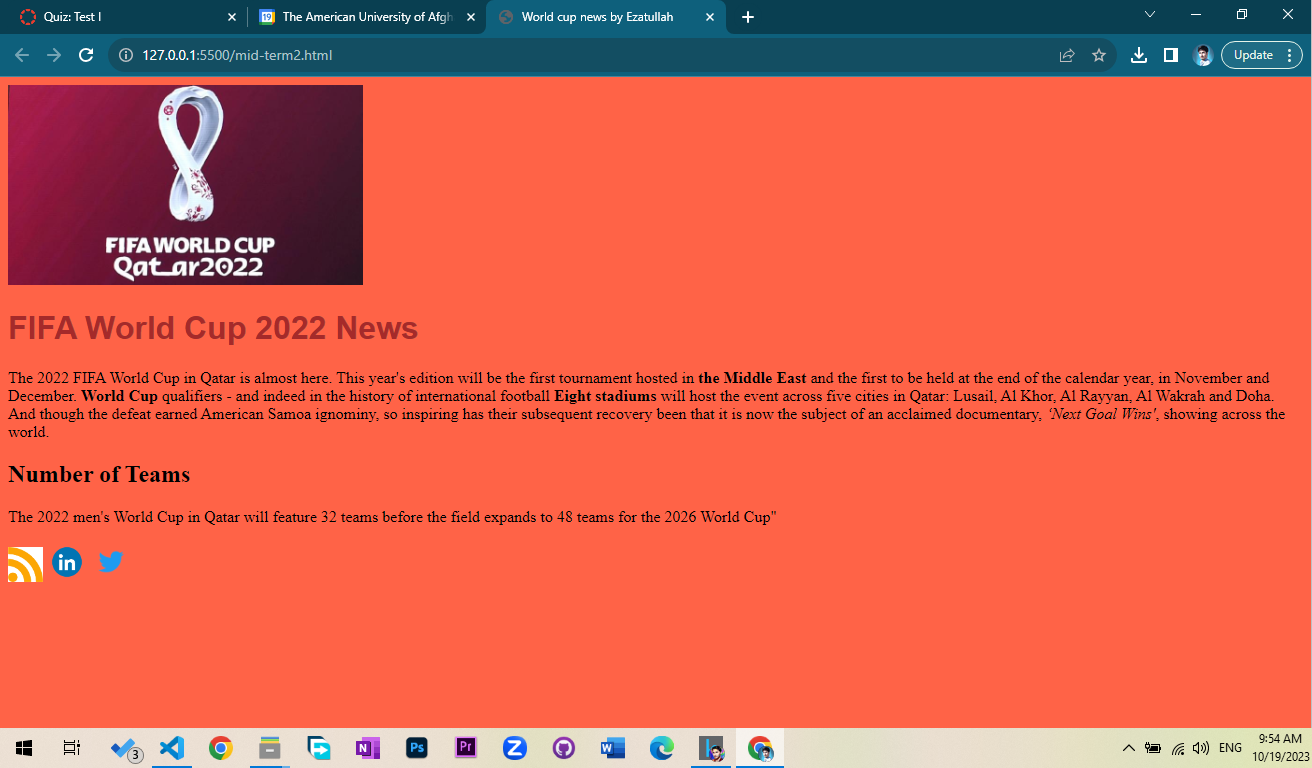 Quiz: Test I
The American University of Afgh
World cup news by Ezatullah
127.0.0.1:5500/mid-term2.html
Update
FIFA WORLD CUP
Qatar2022
FIFA World Cup 2022 News
The 2022 FIFA World Cup in Qatar is almost here. This year's edition will be the first tournament hosted in the Middle East and the first to be held at the end of the calendar year, in November and
December. World Cup qualifiers - and indeed in the history of international football Eight stadiums will host the event across five cities in Qatar: Lusail, Al Khor, Al Rayyan, Al Wakrah and Doha.
And though the defeat earned American Samoa ignominy, so inspiring has their subsequent recovery been that it is now the subject of an acclaimed documentary, 'Next Goal Wins', showing across the
world.
Number of Teams
The 2022 men's World Cup in Qatar will feature 32 teams before the field expands to 48 teams for the 2026 World Cup"
in
3
N
Ps
Pr
Z
W
ENG
9:54 AM
10/19/2023